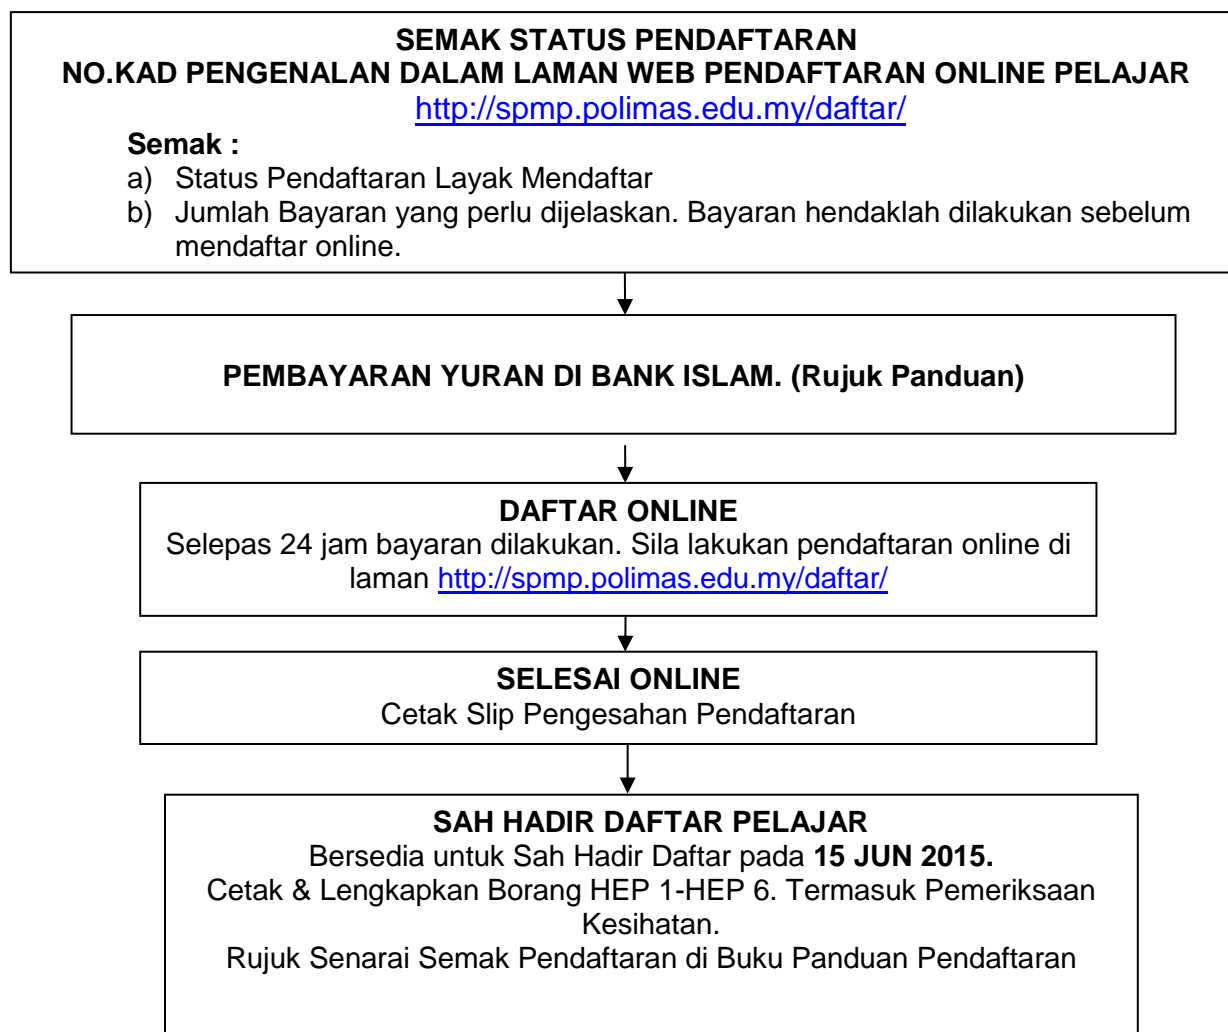 SEMAK STATUS PENDAFTARAN
NO.KAD PENGENALAN DALAM LAMAN WEB PENDAFTARAN ONLINE PELAJAR
http://spmp.polimas.edu.my/daftar/
Semak :
a) Status Pendaftaran Layak Mendaftar
b) Jumlah Bayaran yang perlu dijelaskan. Bayaran hendaklah dilakukan sebelum
mendaftar online.
PEMBAYARAN YURAN DI BANK ISLAM. (Rujuk Panduan)
DAFTAR ONLINE
Selepas 24 jam bayaran dilakukan. Sila lakukan pendaftaran online di
laman http://spmp.polimas.edu.my/daftar/
SELESAI ONLINE
Cetak Slip Pengesahan Pendaftaran
SAH HADIR DAFTAR PELAJAR
Bersedia untuk Sah Hadir Daftar pada 15 JUN 2015.
Cetak & Lengkapkan Borang HEP 1-HEP 6. Termasuk Pemeriksaan
Kesihatan.
Rujuk Senarai Semak Pendaftaran di Buku Panduan Pendaftaran